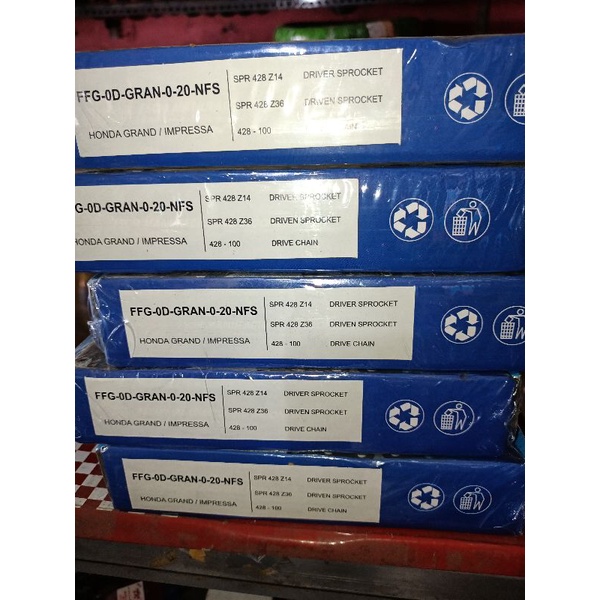 FFG-0D-GRAN-0-20-NFS
SPR 428 Z14 DRIVER SPROCKET
SPR 428 Z36 DRIVEN SPROCKET
HONDA GRAND / IMPRESSA
428 - 100
G-0D-GRAN-0-20-NFS
SPR 428 Z14 DRIVER SPROCKET
SPR 428 Z36 DRIVEN SPROCKET
HONDA GRAND / IMPRESSA
428 - 100 DRIVE CHAIN
FFG-0D-GRAN-0-20-NFS
SPR 428 Z14 DRIVER SPROCKET
SPR 428 Z36 DRIVEN SPROCKET
HONDA GRAND / IMPRESSA
428 - 100 DRIVE CHAIN
FFG-0D-GRAN-0-20-NFS
SPR 428 Z14 DRIVER SPROCKET
SPR 428 Z36 DRIVEN SPROCKET
HONDA GRAND / IMPRESSA
428 - 100 DRIVE CHAIN
FFG-0D-GRAN-0-20-NFS
SPR 428 Z14 DRIVER SPROCKET
SPR 428 Z36 DRIVEN SPROCKET
HONDA GRAND / IMPRESSA
428 - 100 DRIVE CHAIN